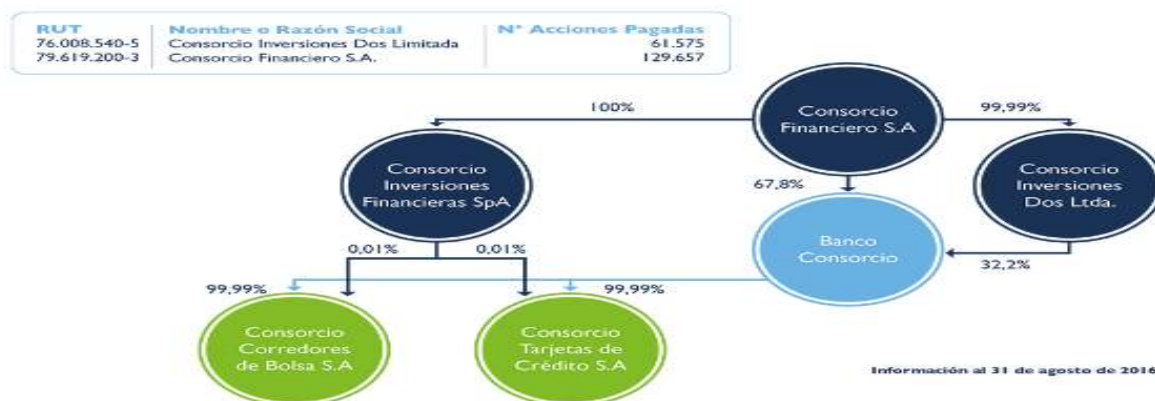 RUT Nombre o Razón Social N° Acciones Pagadas
76.008.540-5 Consorcio Inversiones Dos Limitada 61.575
79.619.200-3 Consorcio Financiero S.A. 129.657
100%
Consorcio
Financiero S.A
99,99%
Consorcio
Inversiones
Financieras SpA
67,8%
Consorcio
Inversiones
Dos Ltda.
Banco
Consorcio
32,2%
0,01%
0,01%
99,99%
99,99%
Consorcio
Corredores
de Bolsa S.A
Consorcio
Tarjetas de
Crédito S.A
Información al 31 de agosto de 2016